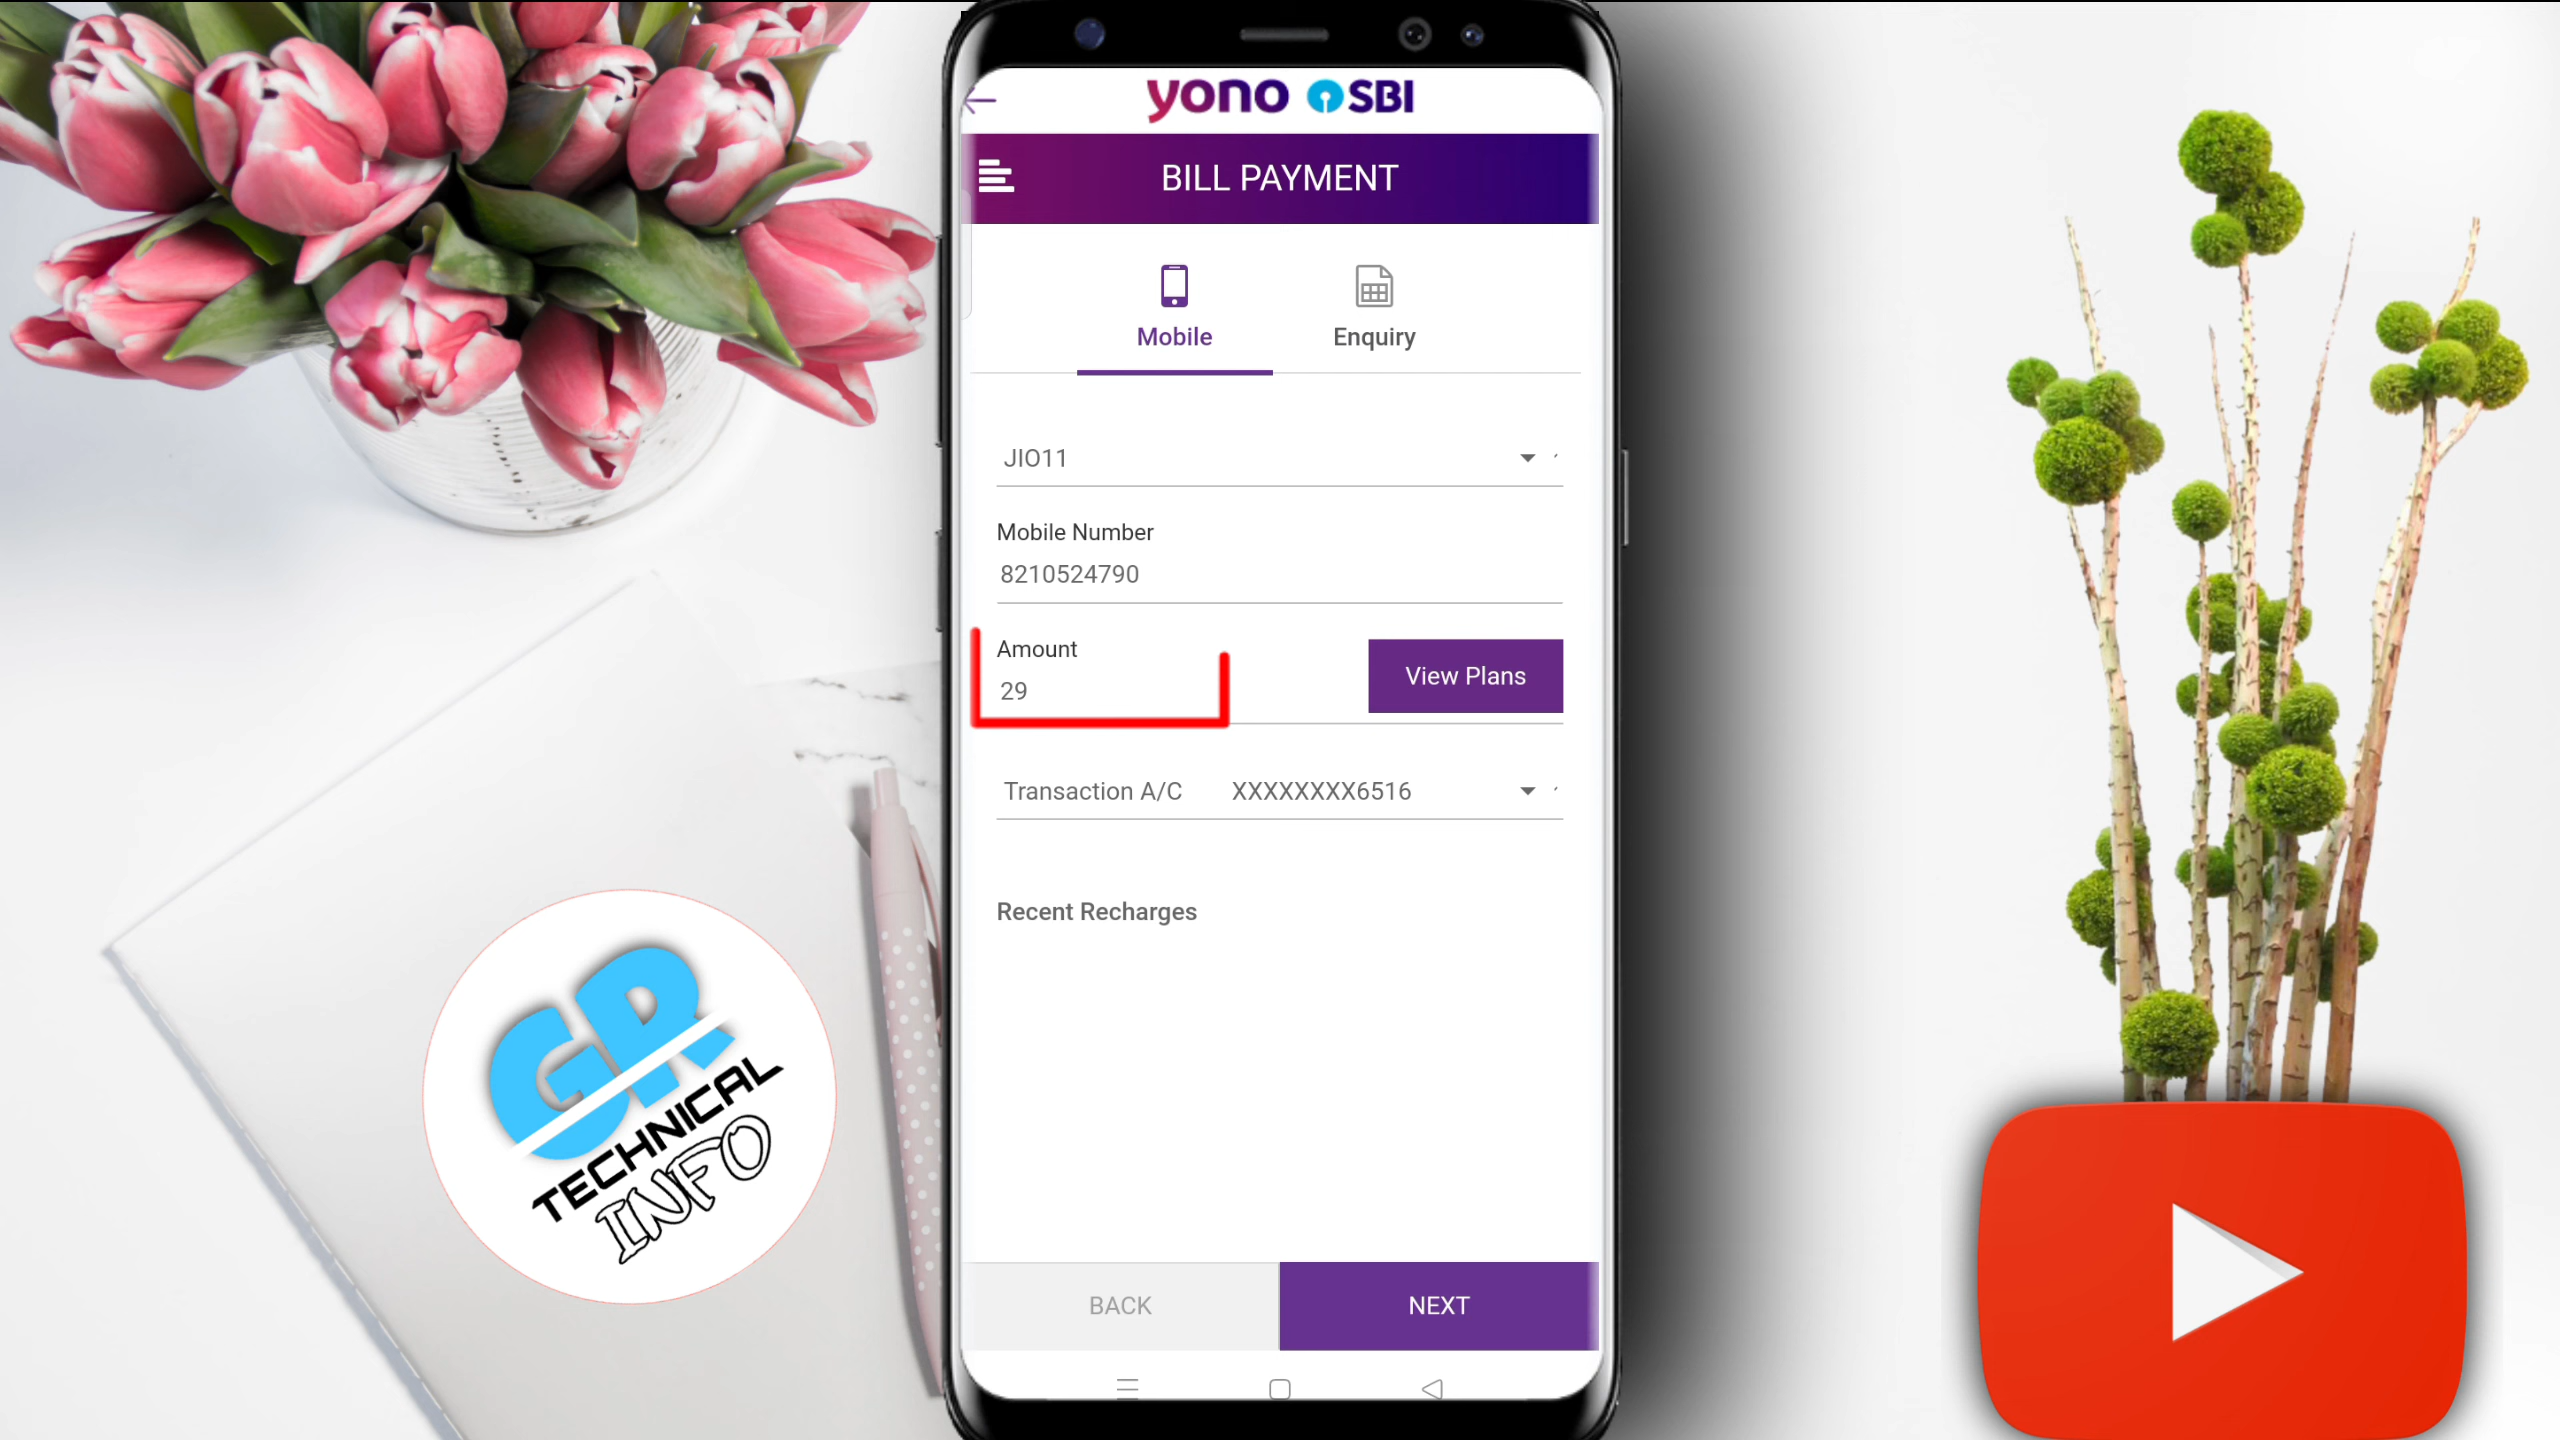 yono SBI
BILL PAYMENT
Mobile
Enquiry
JIO11
Mobile Number
8210524790
Amount
29
View Plans
Transaction A/C XXXXXXXX6516
Recent Recharges
BACK
NEXT
GR
TECHNICAL
INFO